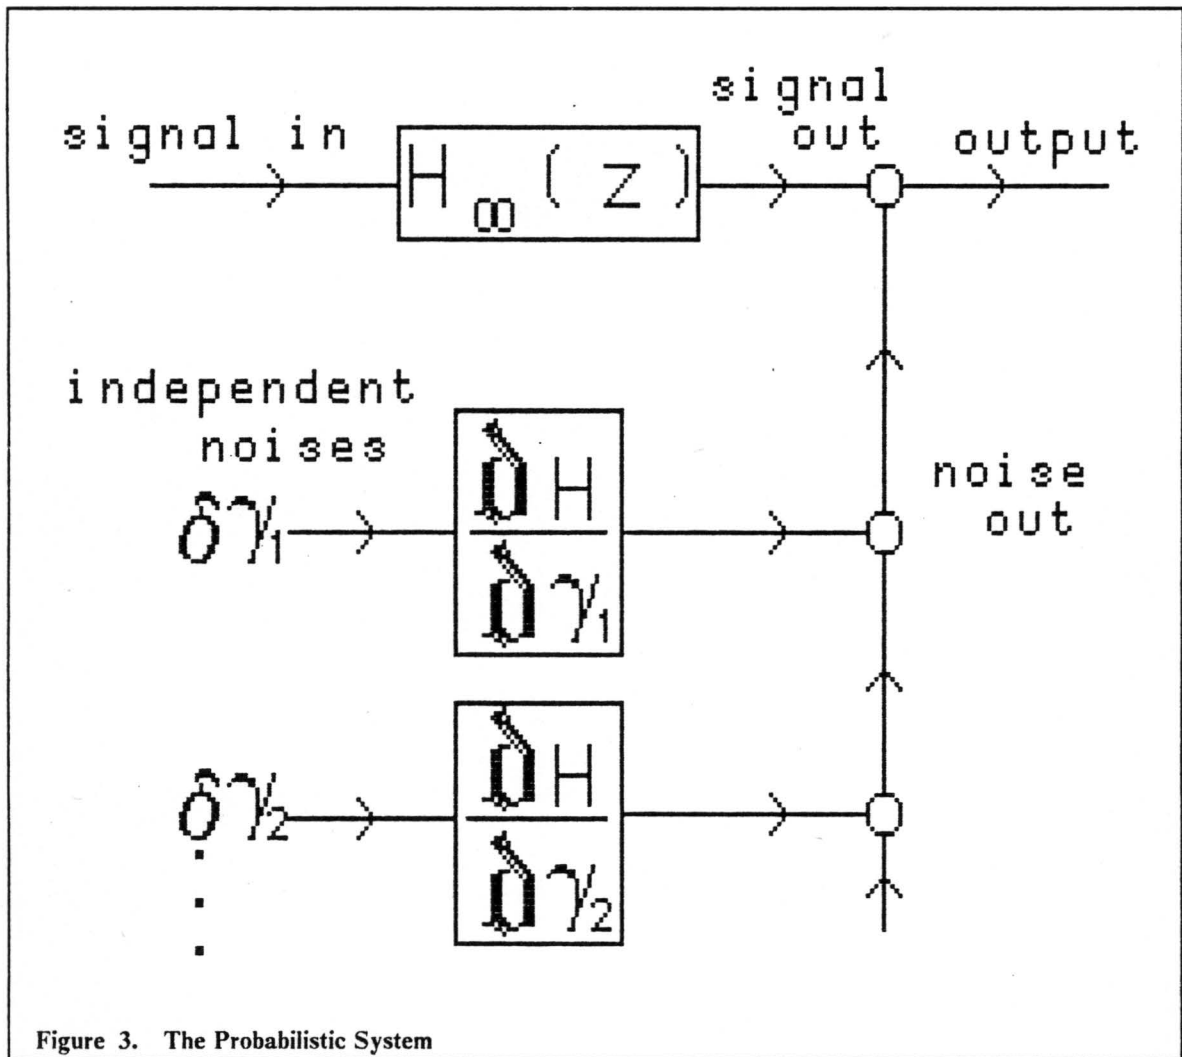 signal in
H∞(Z)
signal
out
output
independent
noises
δγ1
∂H
∂γ1
noise
out
δγ2
∂H
∂γ2
Figure 3. The Probabilistic System